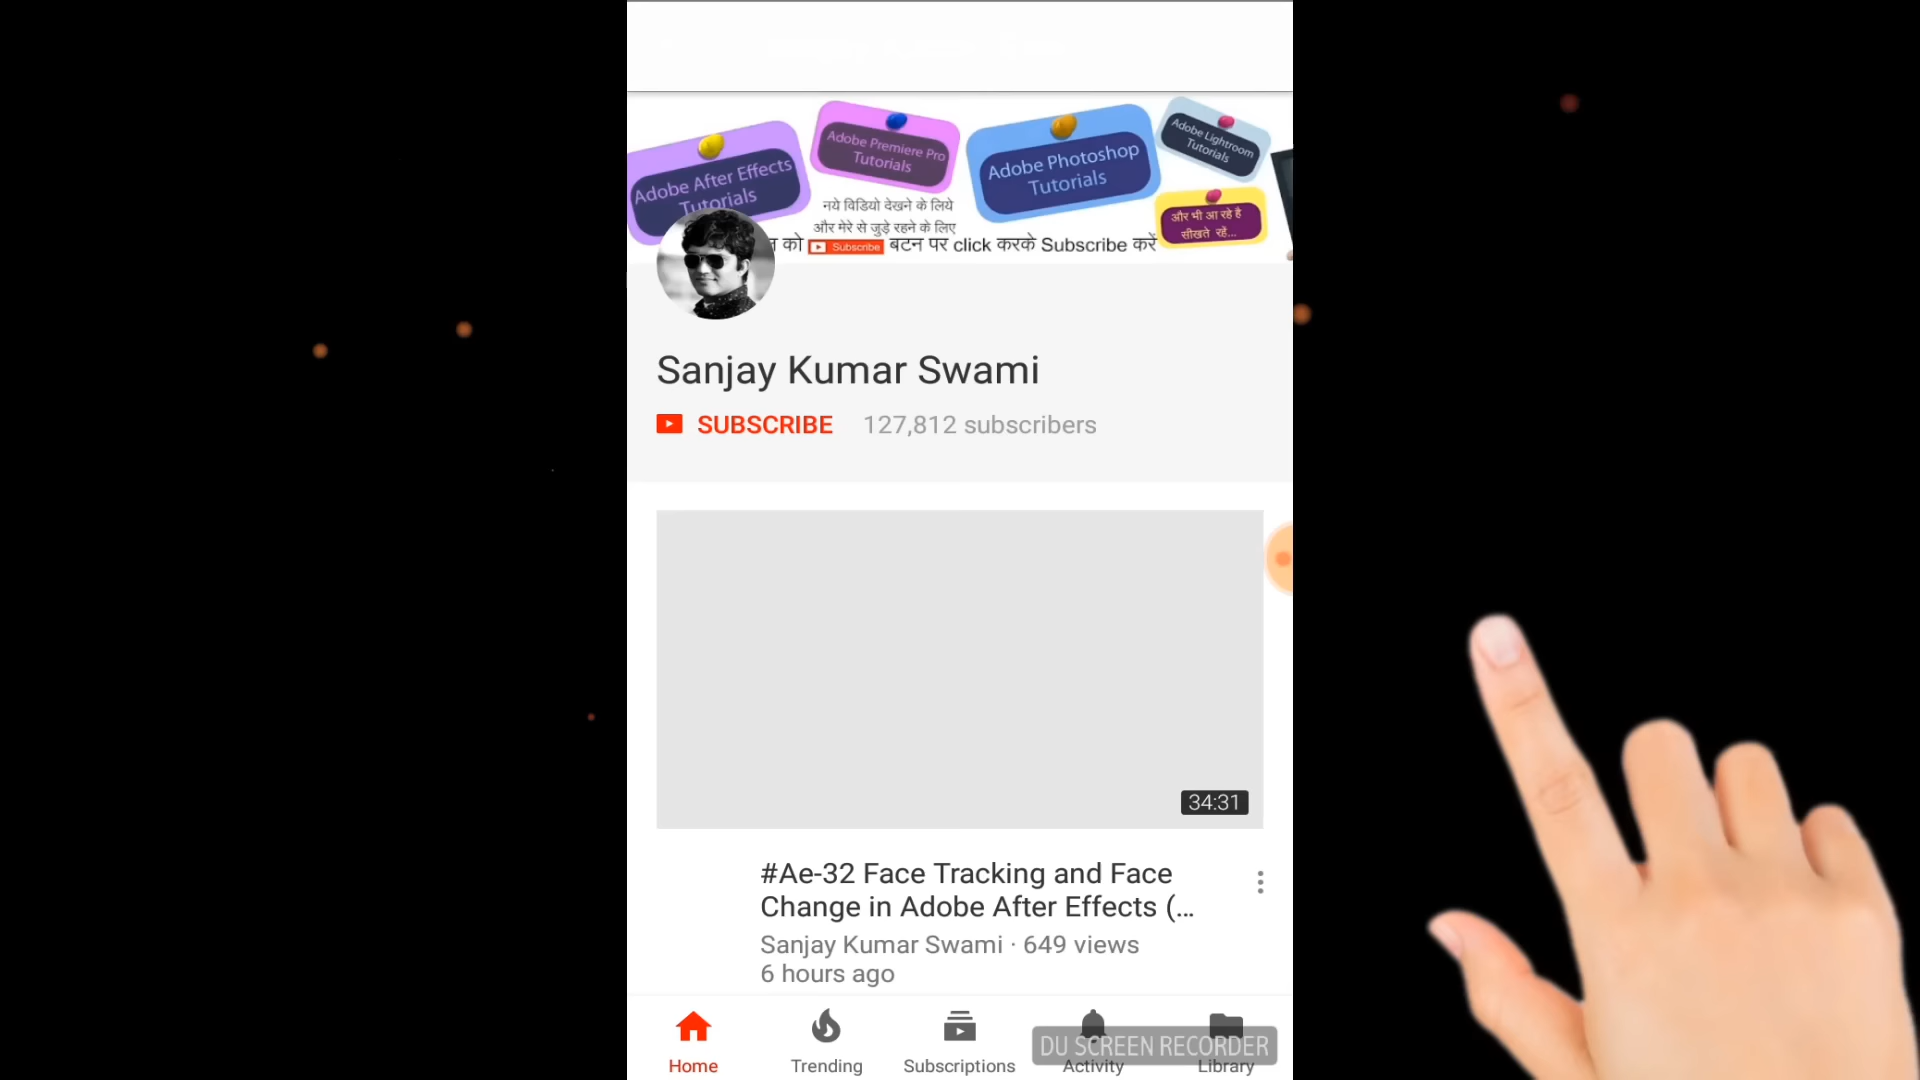 Adobe After Effects
Tutorials
Adobe Premiere Pro
Tutorials
Adobe Photoshop
Tutorials
Adobe Lightroom
Tutorials
नये विडियो देखने के लिये
और मेरे से जुड़े रहने के लिए
को Subscribe बटन पर click करके Subscribe करें
और भी आ रहे है
सीखते रहें...
Sanjay Kumar Swami
SUBSCRIBE 127,812 subscribers
34:31
#Ae-32 Face Tracking and Face
Change in Adobe After Effects (...
Sanjay Kumar Swami · 649 views
6 hours ago
Home Trending Subscriptions Activity Library
DU SCREEN RECORDER